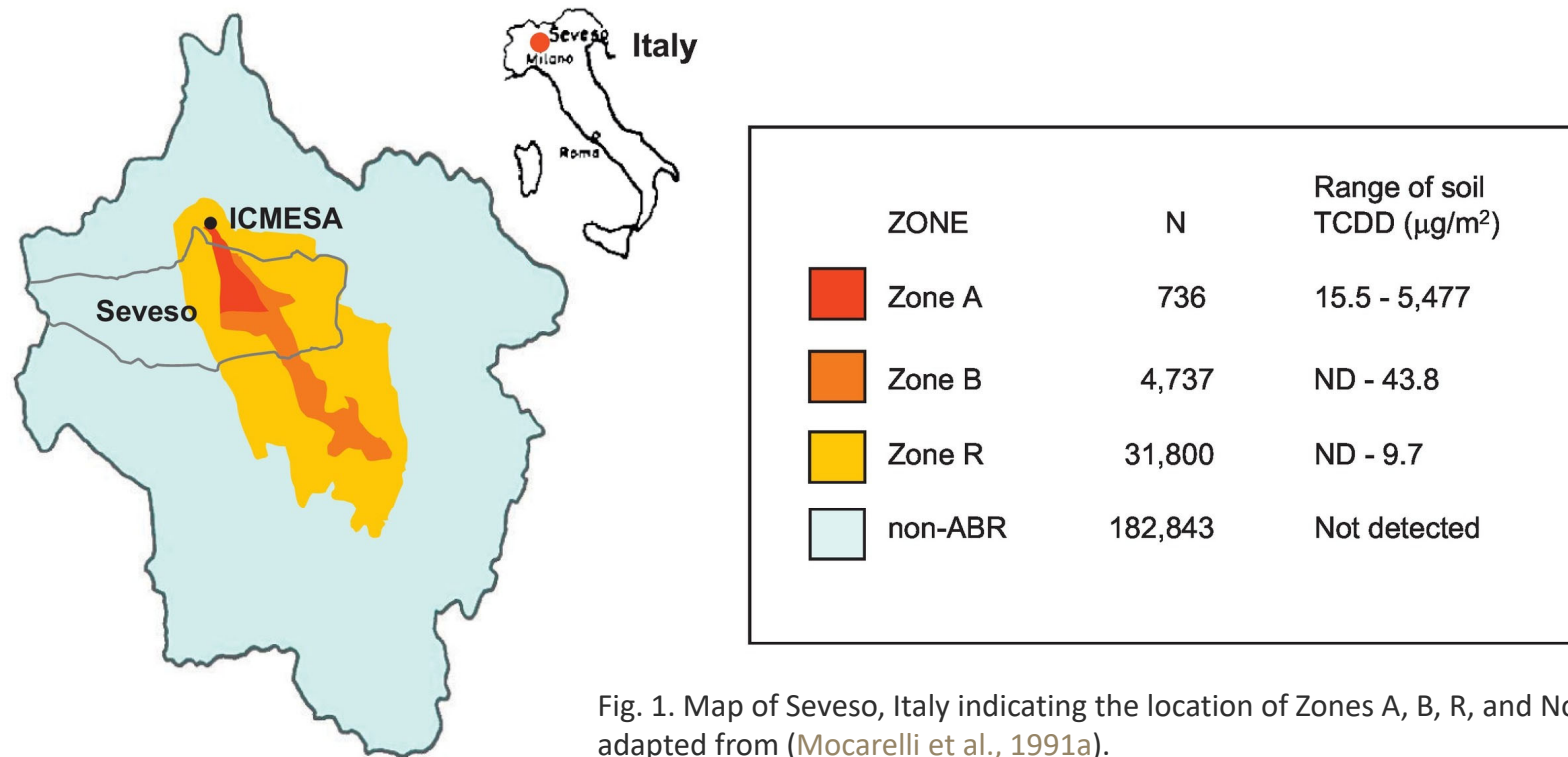 Seveso
Milano
Italy
Roma
ICMESA
Seveso
ZONE N Range of soil TCDD (μg/m²)
Zone A 736 15.5 - 5,477
Zone B 4,737 ND - 43.8
Zone R 31,800 ND - 9.7
non-ABR 182,843 Not detected
Fig. 1. Map of Seveso, Italy indicating the location of Zones A, B, R, and
adapted from (Mocarelli et al., 1991a).